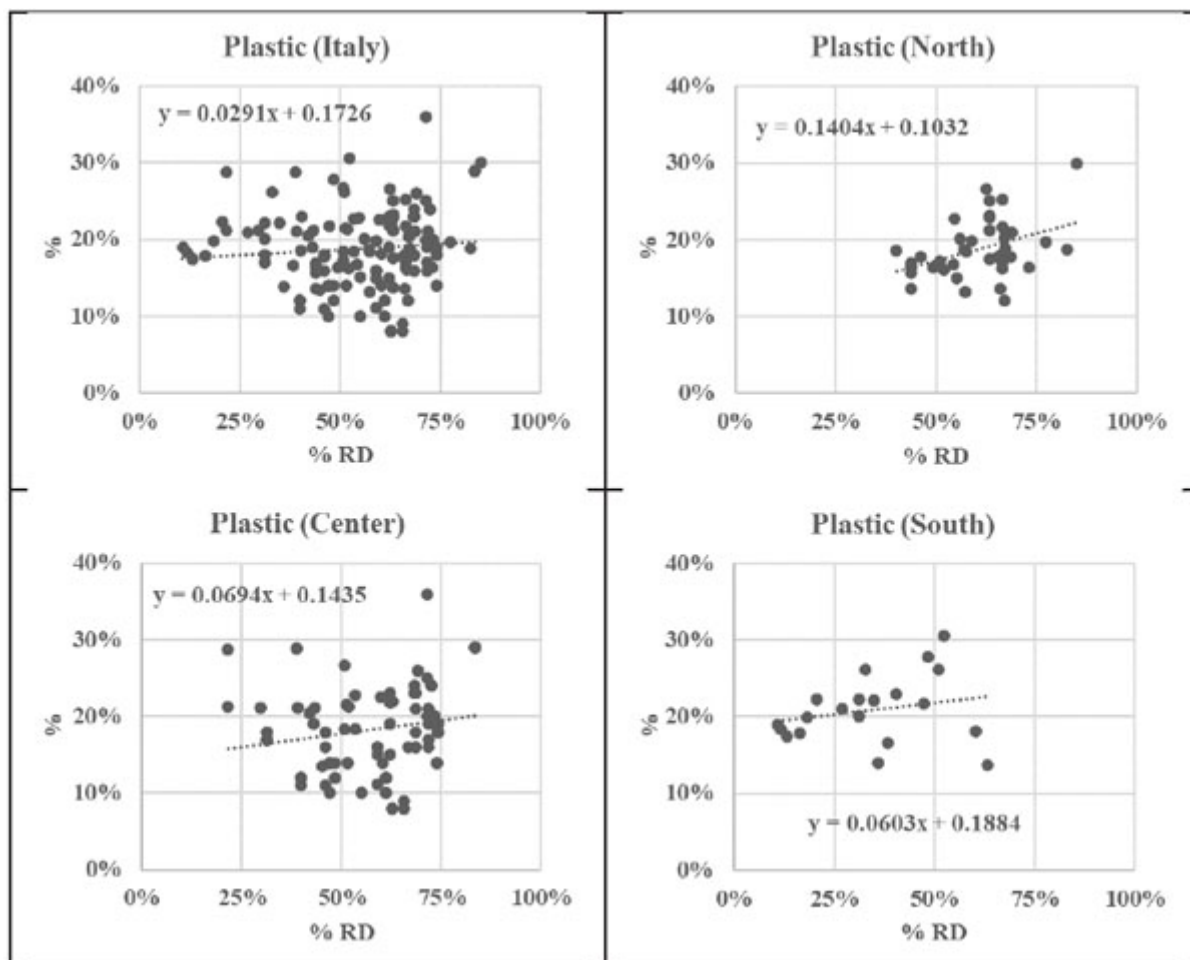 Plastic (Italy)
40%
30%
20%
10%
0%
%
y = 0.0291x + 0.1726
0% 25% 50% 75% 100%
% RD
Plastic (North)
40%
30%
20%
10%
0%
%
y = 0.1404x + 0.1032
0% 25% 50% 75% 100%
% RD
Plastic (Center)
40%
30%
20%
10%
0%
%
y = 0.0694x + 0.1435
0% 25% 50% 75% 100%
% RD
Plastic (South)
40%
30%
20%
10%
0%
%
y = 0.0603x + 0.1884
0% 25% 50% 75% 100%
% RD